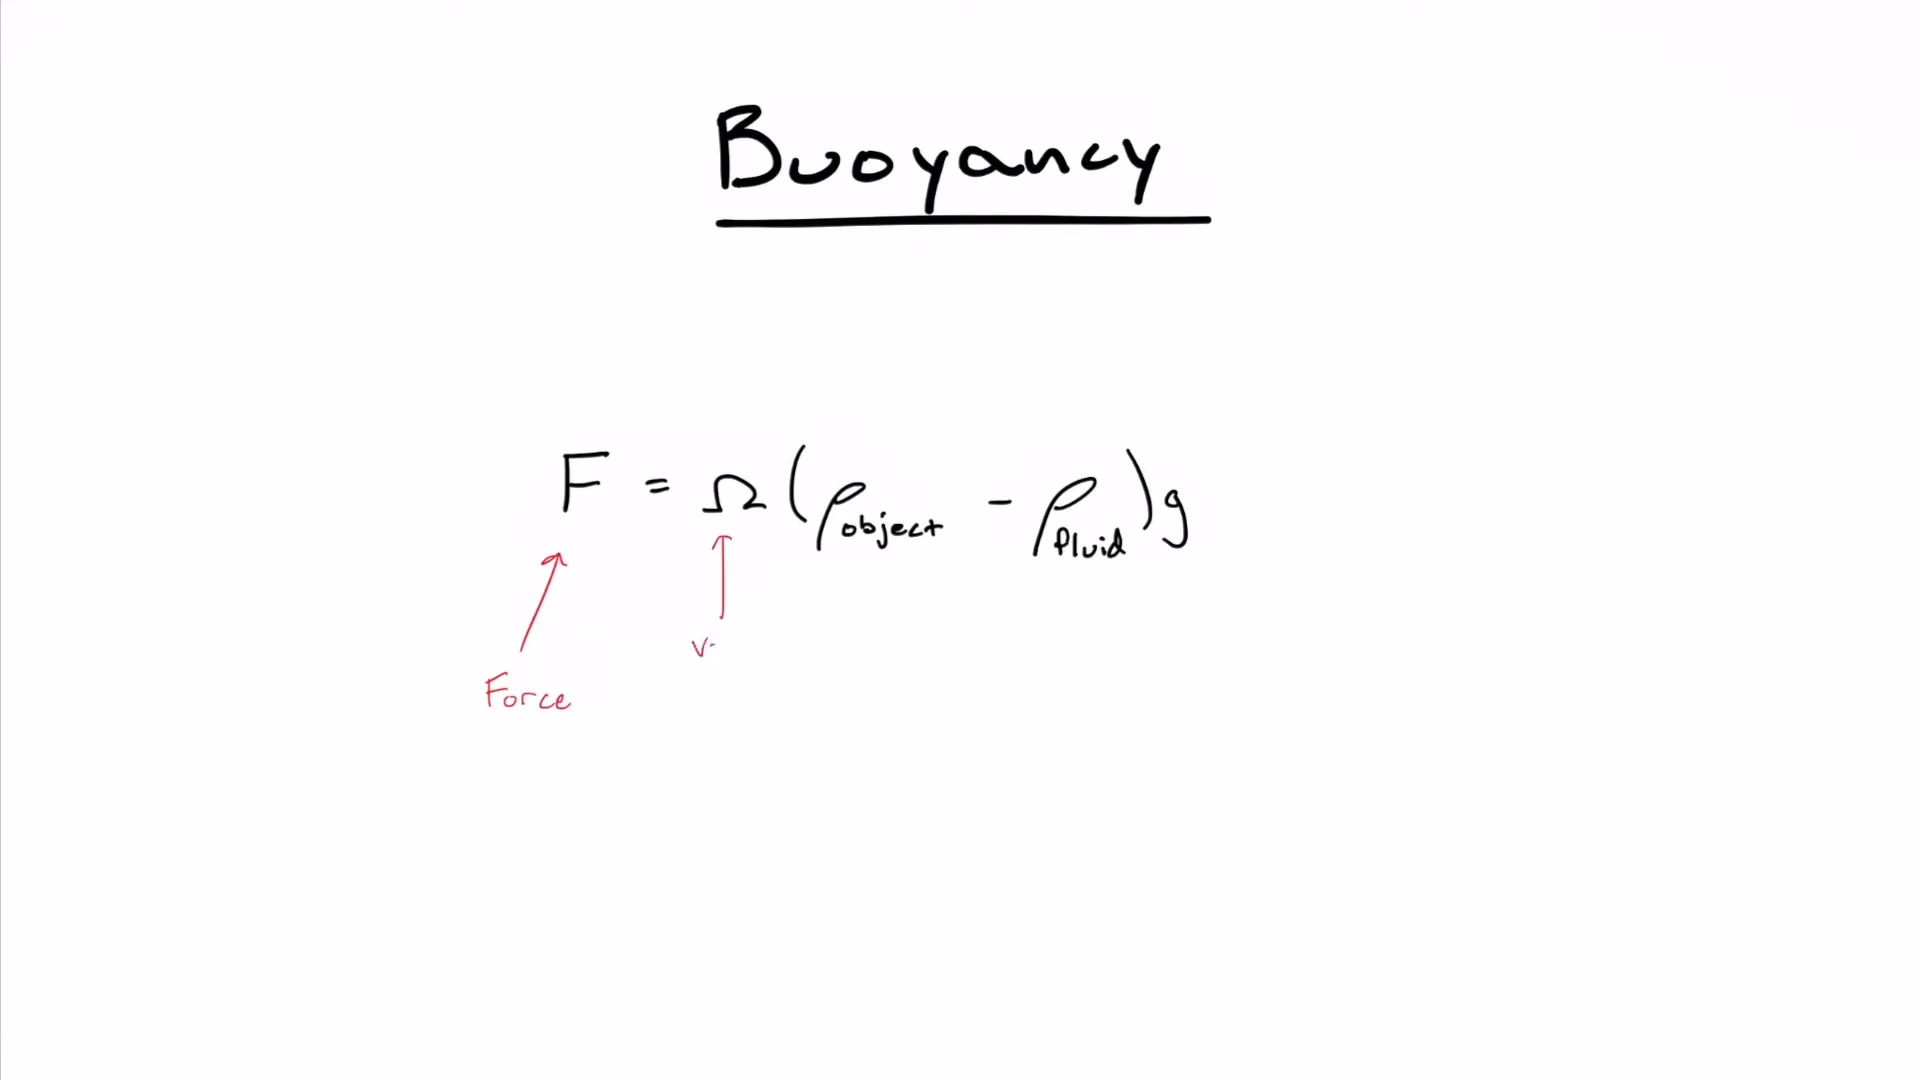 Buoyancy
F = Ω (ρobject - ρfluid) g
V
Force